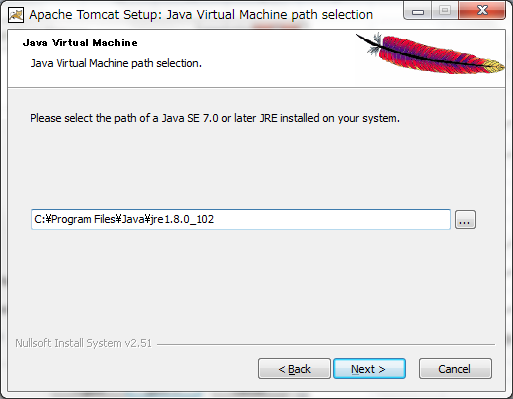 Apache Tomcat Setup: Java Virtual Machine path selection
Java Virtual Machine
Java Virtual Machine path selection.
Please select the path of a Java SE 7.0 or later JRE installed on your system.
C:¥Program Files¥Java¥jre1.8.0_102
...
Nullsoft Install System v2.51
< Back
Next >
Cancel